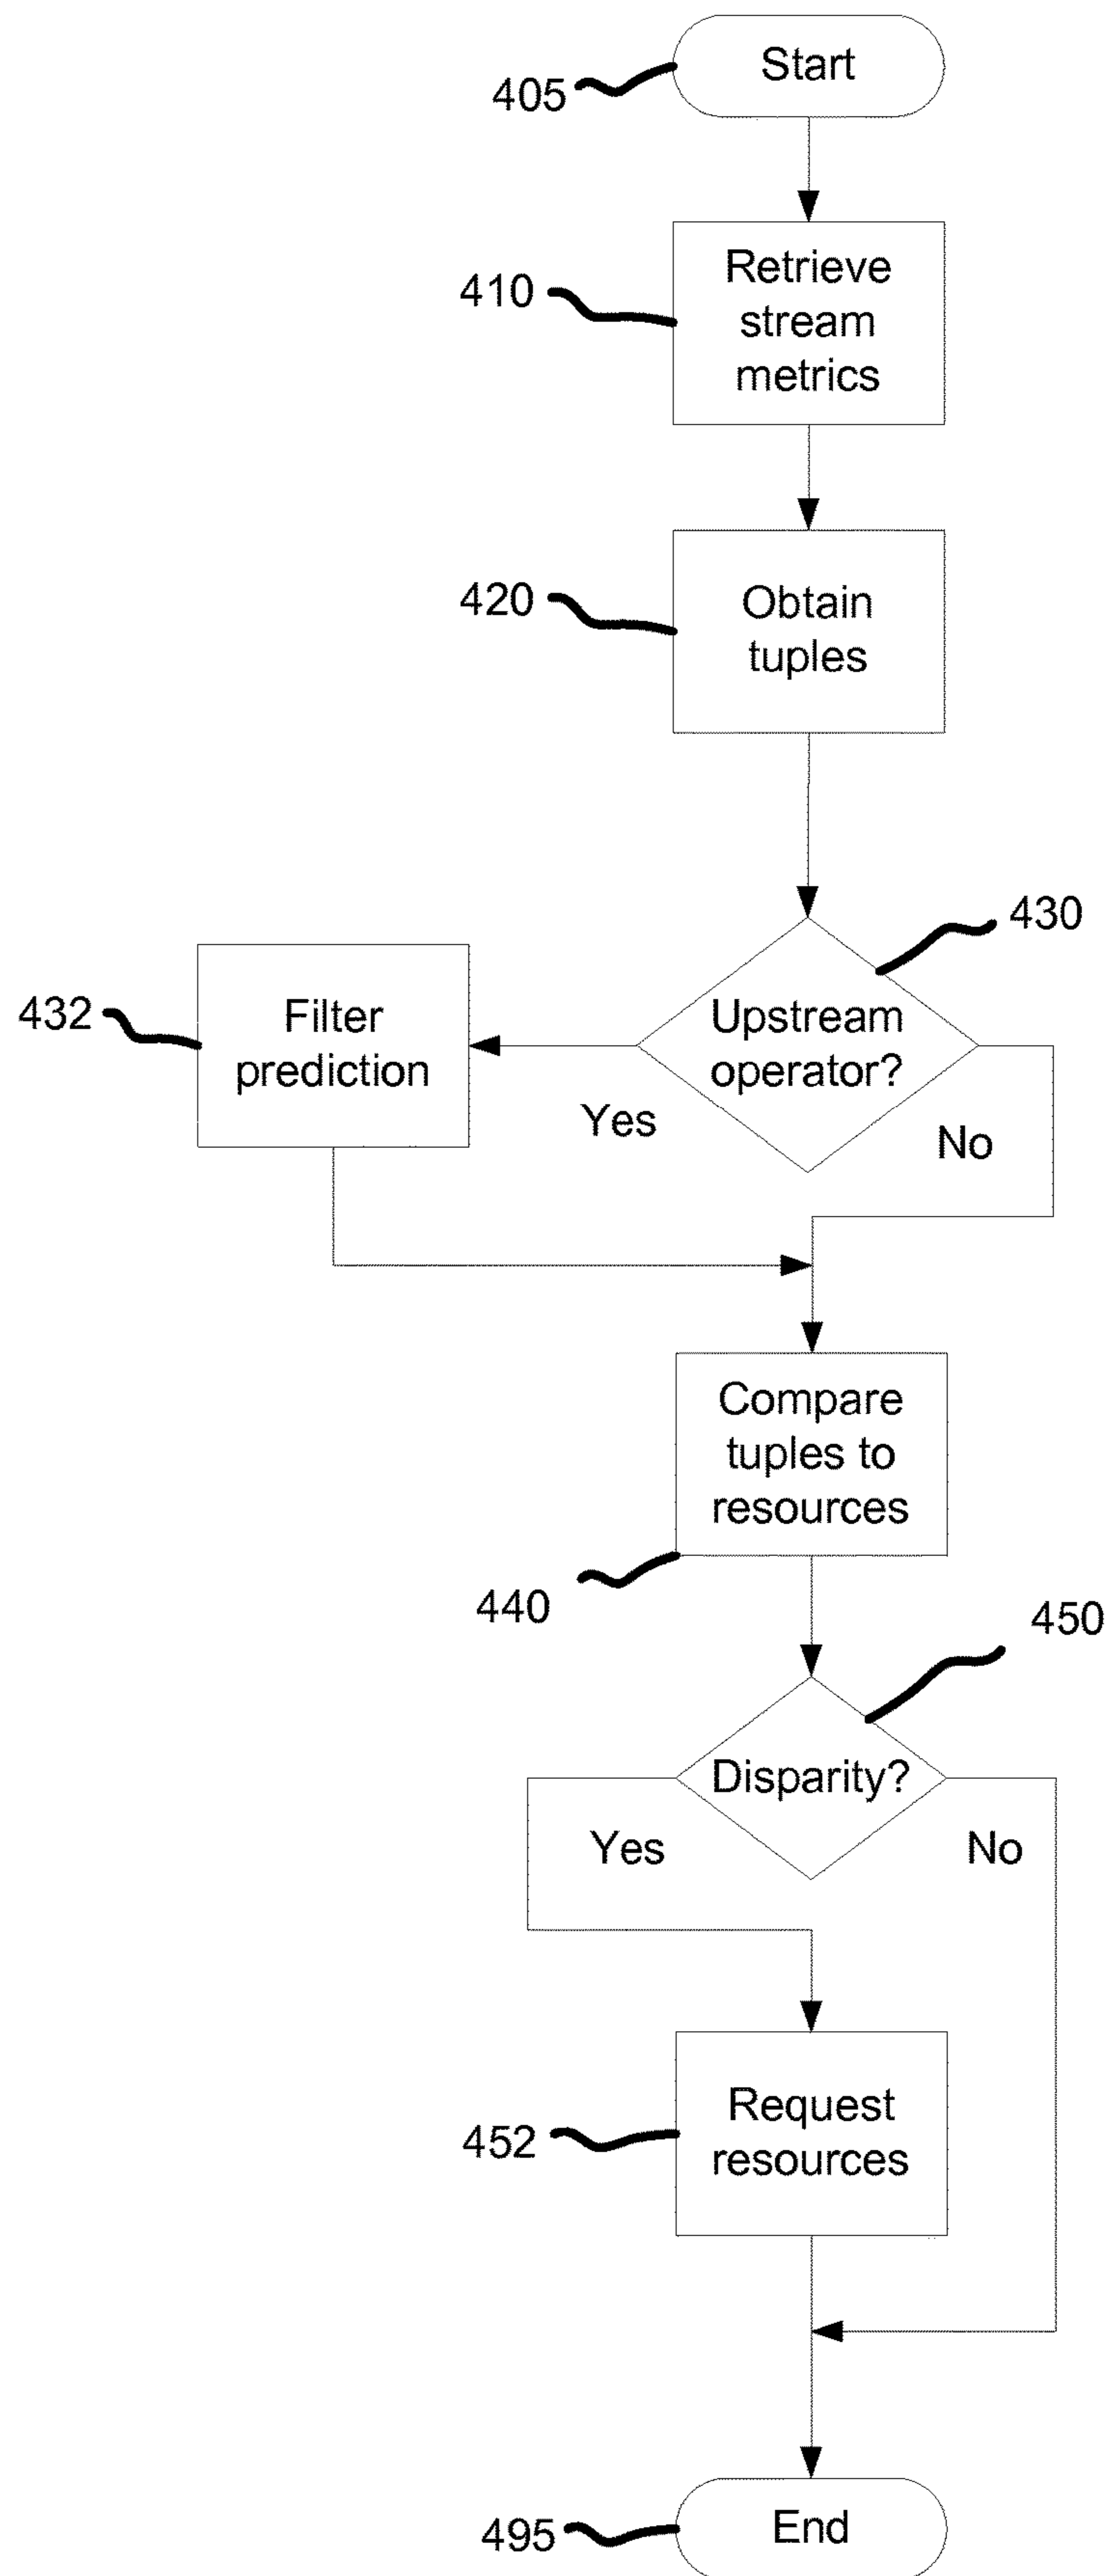 Start
405
Retrieve
stream
metrics
410
Obtain
tuples
420
430
Upstream
operator?
Filter
prediction
432
Yes
No
Compare
tuples to
resources
440
450
Disparity?
Yes
No
Request
resources
452
End
495